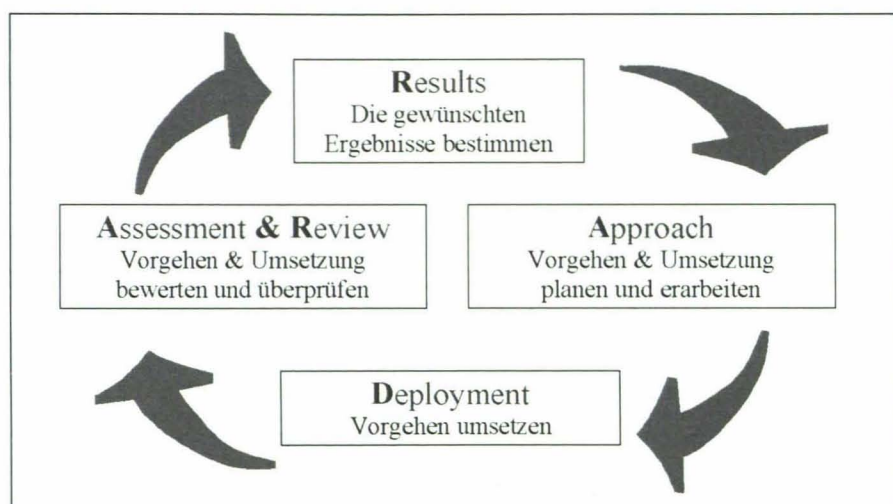 Results
Die gewünschten
Ergebnisse bestimmen
Approach
Vorgehen & Umsetzung
planen und erarbeiten
Deployment
Vorgehen umsetzen
Assessment & Review
Vorgehen & Umsetzung
bewerten und überprüfen